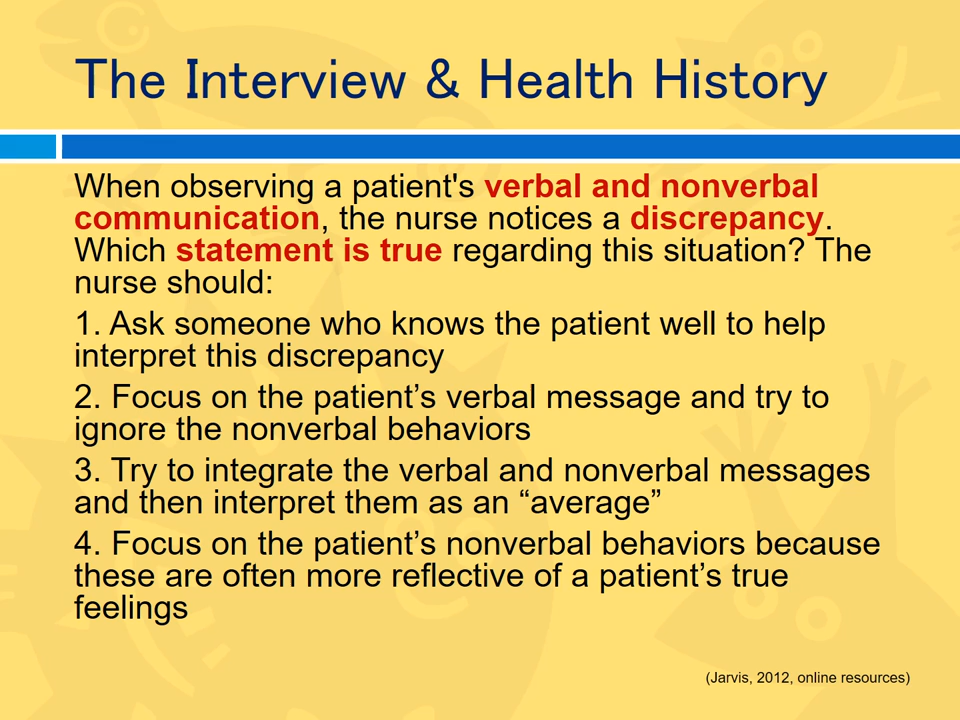 The Interview & Health History
When observing a patient's verbal and nonverbal
communication, the nurse notices a discrepancy.
Which statement is true regarding this situation? The
nurse should:
1. Ask someone who knows the patient well to help
interpret this discrepancy
2. Focus on the patient’s verbal message and try to
ignore the nonverbal behaviors
3. Try to integrate the verbal and nonverbal messages
and then interpret them as an “average”
4. Focus on the patient’s nonverbal behaviors because
these are often more reflective of a patient’s true
feelings
(Jarvis, 2012, online resources)